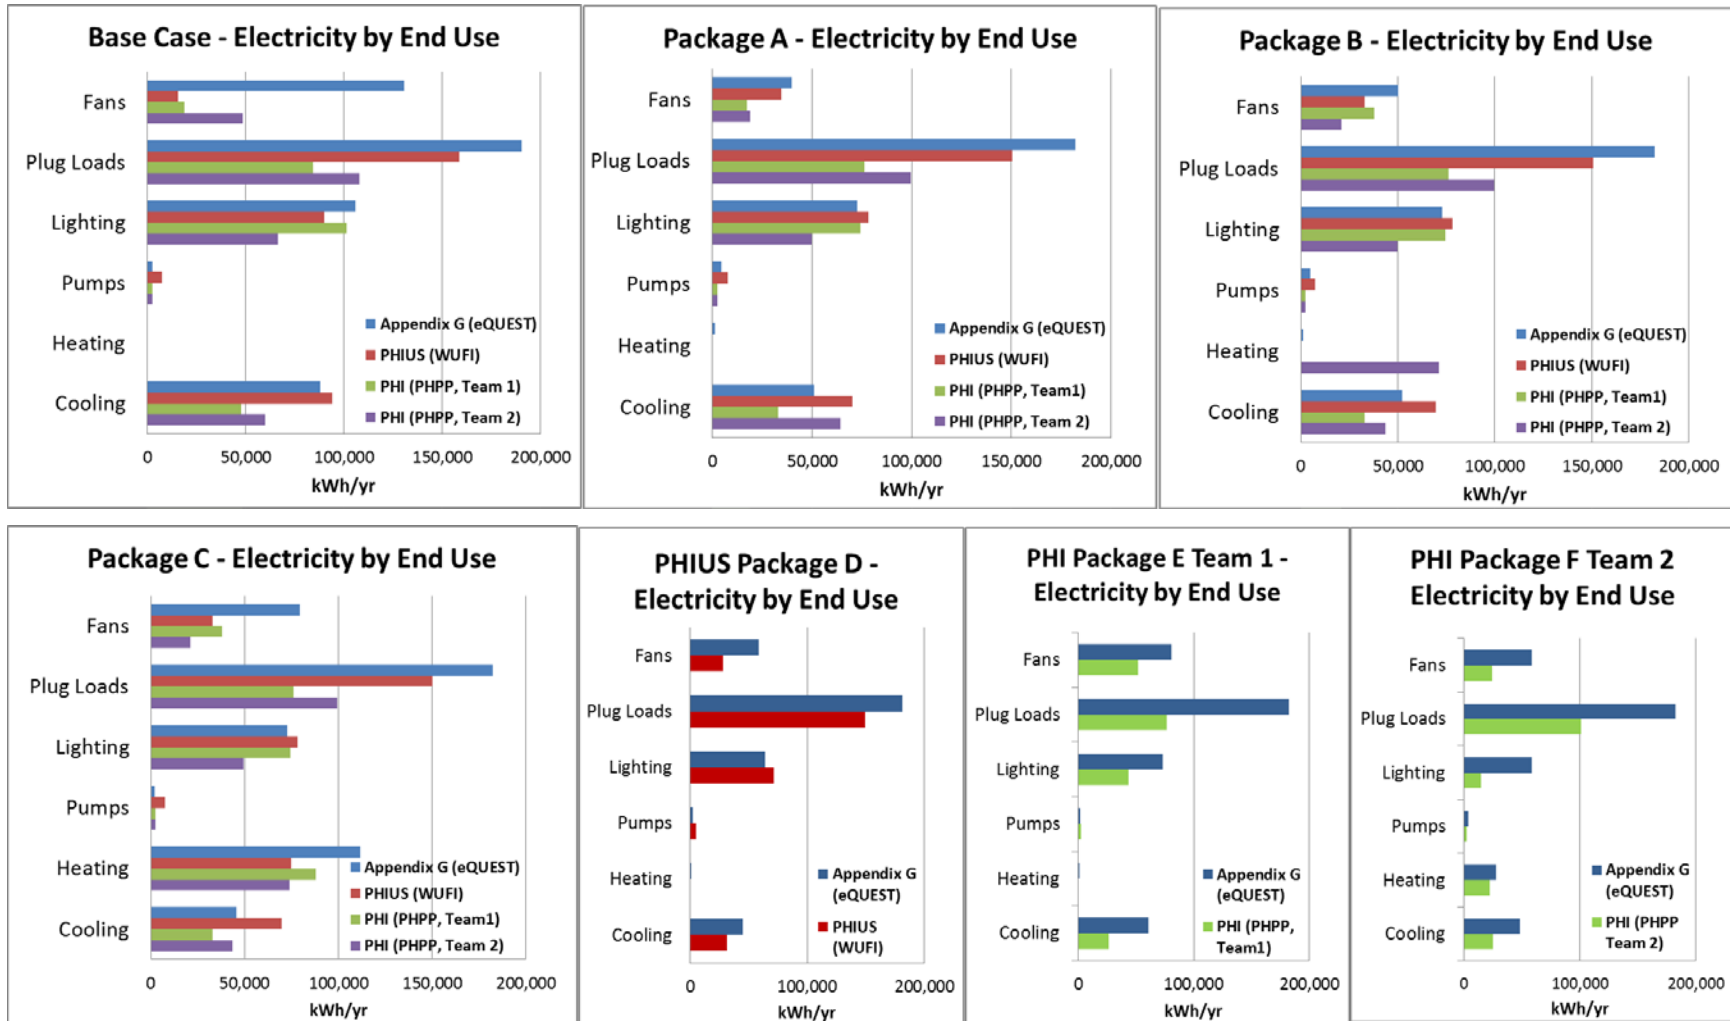 Base Case - Electricity by End Use
Fans
Plug Loads
Lighting
Pumps
Heating
Cooling
Appendix G (eQUEST)
PHIUS (WUFI)
PHI (PHPP, Team 1)
PHI (PHPP, Team 2)
0 50,000 100,000 150,000 200,000
kWh/yr
Package A - Electricity by End Use
Fans
Plug Loads
Lighting
Pumps
Heating
Cooling
Appendix G (eQUEST)
PHIUS (WUFI)
PHI (PHPP, Team1)
PHI (PHPP, Team 2)
0 50,000 100,000 150,000 200,000
kWh/yr
Package B - Electricity by End Use
Fans
Plug Loads
Lighting
Pumps
Heating
Cooling
Appendix G (eQUEST)
PHIUS (WUFI)
PHI (PHPP, Team1)
PHI (PHPP, Team 2)
0 50,000 100,000 150,000 200,000
kWh/yr
Package C - Electricity by End Use
Fans
Plug Loads
Lighting
Pumps
Heating
Cooling
Appendix G (eQUEST)
PHIUS (WUFI)
PHI (PHPP, Team1)
PHI (PHPP, Team 2)
0 50,000 100,000 150,000 200,000
kWh/yr
PHIUS Package D -
Electricity by End Use
Fans
Plug Loads
Lighting
Pumps
Heating
Cooling
Appendix G
(eQUEST)
PHIUS
(WUFI)
0 100,000 200,000
kWh/yr
PHI Package E Team 1 -
Electricity by End Use
Fans
Plug Loads
Lighting
Pumps
Heating
Cooling
Appendix G
(eQUEST)
PHI (PHPP,
Team1)
0 100,000 200,000
kWh/yr
PHI Package F Team 2
Electricity by End Use
Fans
Plug Loads
Lighting
Pumps
Heating
Cooling
Appendix G
(eQUEST)
PHI (PHPP
Team 2)
0 100,000 200,000
kWh/yr